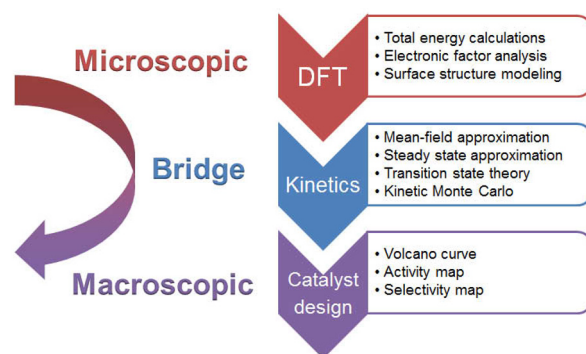 Microscopic
DFT
• Total energy calculations
• Electronic factor analysis
• Surface structure modeling
Bridge
Kinetics
• Mean-field approximation
• Steady state approximation
• Transition state theory
• Kinetic Monte Carlo
Macroscopic
Catalyst
design
• Volcano curve
• Activity map
• Selectivity map